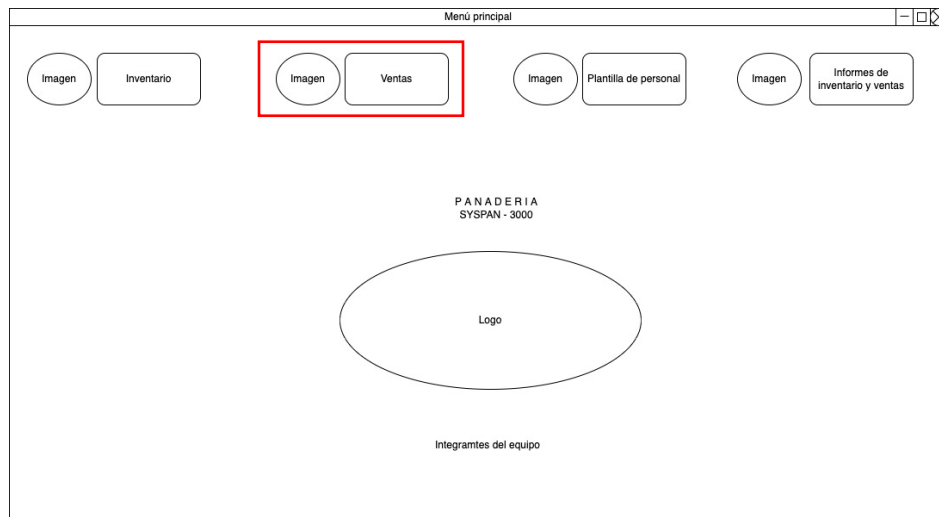 Menú principal
Imagen
Inventario
Imagen
Ventas
Imagen
Plantilla de personal
Imagen
Informes de
inventario y ventas
P A N A D E R I A
SYSPAN - 3000
Logo
Integramtes del equipo